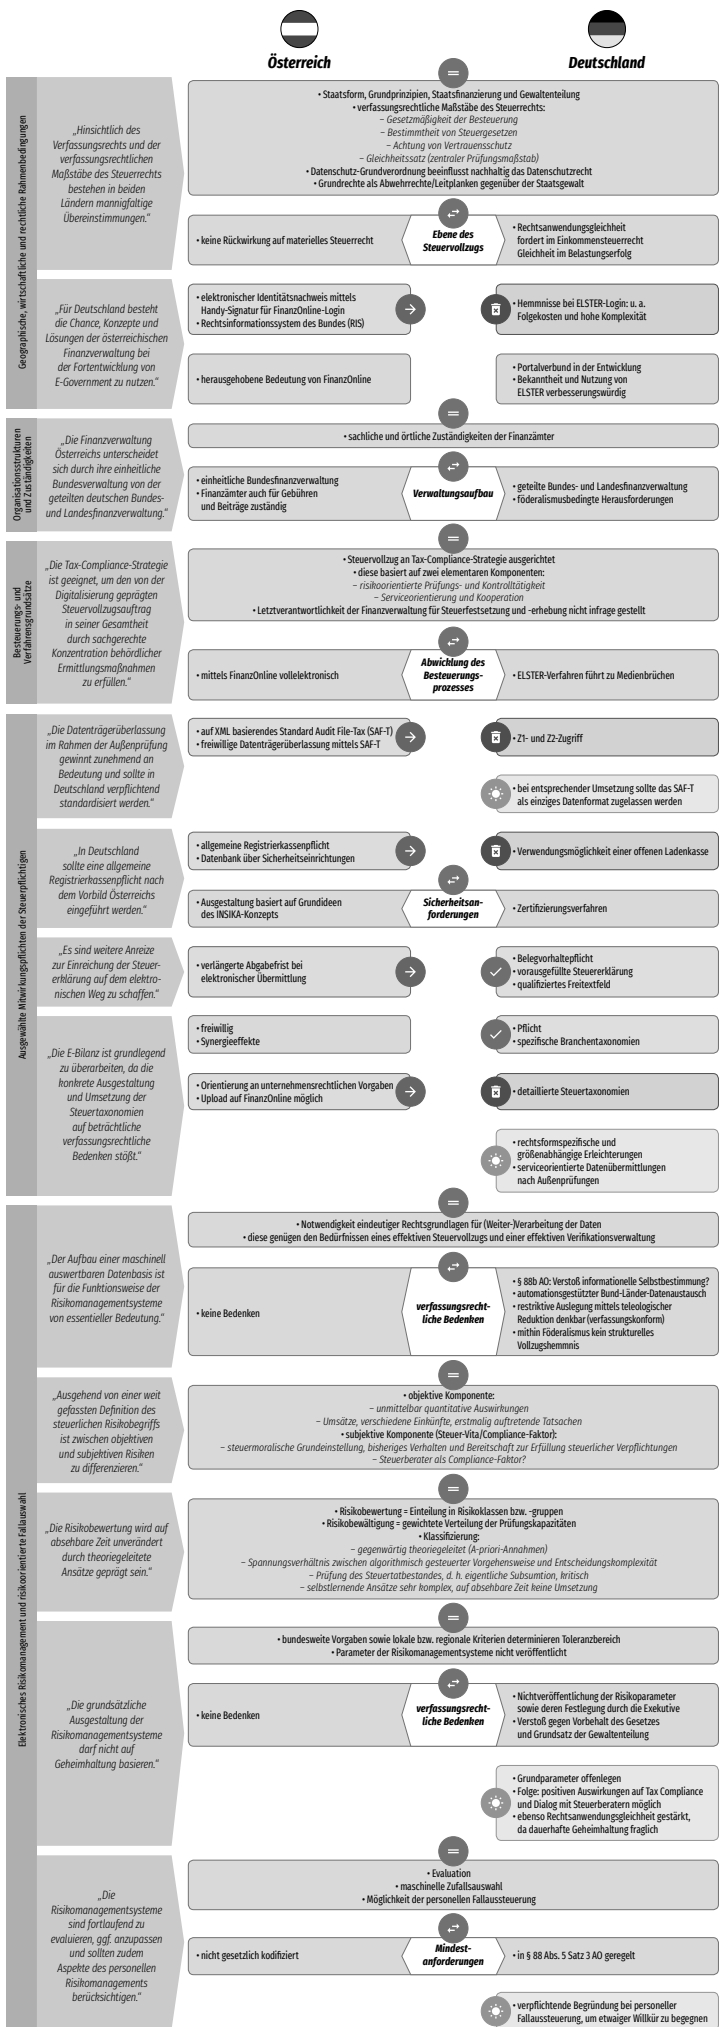 Österreich
Deutschland
Geographische, wirtschaftliche und rechtliche Rahmenbedingungen
„Hinsichtlich des
Verfassungsrechts und der
verfassungsrechtlichen
Maßstäbe des Steuerrechts
bestehen in beiden
Ländern mannigfaltige
Übereinstimmungen.“
• Staatsform, Grundprinzipien, Staatsfinanzierung und Gewaltenteilung
• verfassungsrechtliche Maßstäbe des Steuerrechts:
– Gesetzmäßigkeit der Besteuerung
– Bestimmtheit von Steuergesetzen
– Achtung von Vertrauensschutz
– Gleichheitssatz (zentraler Prüfungsmaßstab)
• Datenschutz-Grundverordnung beeinflusst nachhaltig das Datenschutzrecht
• Grundrechte als Abwehrrechte/Leitplanken gegenüber der Staatsgewalt
• keine Rückwirkung auf materielles Steuerrecht
Ebene des
Steuervollzugs
• Rechtsanwendungsgleichheit
fordert im Einkommensteuerrecht
Gleichheit im Belastungserfolg
„Für Deutschland besteht
die Chance, Konzepte und
Lösungen der österreichischen
Finanzverwaltung bei
der Fortentwicklung von
E-Government zu nutzen.“
• elektronischer Identitätsnachweis mittels
Handy-Signatur für FinanzOnline-Login
• Rechtsinformationssystem des Bundes (RIS)
• Hemmnisse bei ELSTER-Login: u. a.
Folgekosten und hohe Komplexität
• herausgehobene Bedeutung von FinanzOnline
• Portalverbund in der Entwicklung
• Bekanntheit und Nutzung von
ELSTER verbesserungswürdig
Organisationsstrukturen
und Zuständigkeiten
„Die Finanzverwaltung
Österreichs unterscheidet
sich durch ihre einheitliche
Bundesverwaltung von der
geteilten deutschen Bundes-
und Landesfinanzverwaltung.“
• sachliche und örtliche Zuständigkeiten der Finanzämter
• einheitliche Bundesfinanzverwaltung
• Finanzämter auch für Gebühren
und Beiträge zuständig
Verwaltungsaufbau
• geteilte Bundes- und Landesfinanzverwaltung
• föderalismusbedingte Herausforderungen
Besteuerungs- und
Verfahrensgrundsätze
„Die Tax-Compliance-Strategie
ist geeignet, um den von der
Digitalisierung geprägten
Steuervollzugsauftrag
in seiner Gesamtheit
durch sachgerechte
Konzentration behördlicher
Ermittlungsmaßnahmen
zu erfüllen.“
• Steuervollzug an Tax-Compliance-Strategie ausgerichtet
• diese basiert auf zwei elementaren Komponenten:
– risikoorientierte Prüfungs- und Kontrolltätigkeit
– Serviceorientierung und Kooperation
• Letztverantwortlichkeit der Finanzverwaltung für Steuerfestsetzung und -erhebung nicht infrage gestellt
• mittels FinanzOnline vollelektronisch
Abwicklung des
Besteuerungs-
prozesses
• ELSTER-Verfahren führt zu Medienbrüchen
Ausgewählte Mitwirkungspflichten der Steuerpflichtigen
„Die Datenträgerüberlassung
im Rahmen der Außenprüfung
gewinnt zunehmend an
Bedeutung und sollte in
Deutschland verpflichtend
standardisiert werden.“
• auf XML basierendes Standard Audit File-Tax (SAF-T)
• freiwillige Datenträgerüberlassung mittels SAF-T
• Z1- und Z2-Zugriff
• bei entsprechender Umsetzung sollte das SAF-T
als einziges Datenformat zugelassen werden
„In Deutschland
sollte eine allgemeine
Registrierkassenpflicht nach
dem Vorbild Österreichs
eingeführt werden.“
• allgemeine Registrierkassenpflicht
• Datenbank über Sicherheitseinrichtungen
• Verwendungsmöglichkeit einer offenen Ladenkasse
• Ausgestaltung basiert auf Grundideen
des INSIKA-Konzepts
Sicherheitsan-
forderungen
• Zertifizierungsverfahren
„Es sind weitere Anreize
zur Einreichung der Steuer-
erklärung auf dem elektro-
nischen Weg zu schaffen.“
• verlängerte Abgabefrist bei
elektronischer Übermittlung
• Belegvorhaltepflicht
• vorausgefüllte Steuererklärung
• qualifiziertes Freitextfeld
„Die E-Bilanz ist grundlegend
zu überarbeiten, da die
konkrete Ausgestaltung
und Umsetzung der
Steuertaxonomien
auf beträchtliche
verfassungsrechtliche
Bedenken stößt.“
• freiwillig
• Synergieeffekte
• Pflicht
• spezifische Branchentaxonomien
• Orientierung an unternehmensrechtlichen Vorgaben
• Upload auf FinanzOnline möglich
• detaillierte Steuertaxonomien
• rechtsformspezifische und
größenabhängige Erleichterungen
• serviceorientierte Datenübermittlungen
nach Außenprüfungen
Elektronisches Risikomanagement und risikoorientierte Fallauswahl
„Der Aufbau einer maschinell
auswertbaren Datenbasis ist
für die Funktionsweise der
Risikomanagementsysteme
von essentieller Bedeutung.“
• Notwendigkeit eindeutiger Rechtsgrundlagen für (Weiter-)Verarbeitung der Daten
• diese genügen den Bedürfnissen eines effektiven Steuervollzugs und einer effektiven Verifikationsverwaltung
• keine Bedenken
verfassungsrecht-
liche Bedenken
• § 88b AO: Verstoß informationelle Selbstbestimmung?
• automationsgestützter Bund-Länder-Datenaustausch
• restriktive Auslegung mittels teleologischer
Reduktion denkbar (verfassungskonform)
• mithin Föderalismus kein strukturelles
Vollzugshemmnis
„Ausgehend von einer weit
gefassten Definition des
steuerlichen Risikobegriffs
ist zwischen objektiven
und subjektiven Risiken
zu differenzieren.“
• objektive Komponente:
– unmittelbar quantitative Auswirkungen
– Umsätze, verschiedene Einkünfte, erstmalig auftretende Tatsachen
• subjektive Komponente (Steuer-Vita/Compliance-Faktor):
– steuermoralische Grundeinstellung, bisheriges Verhalten und Bereitschaft zur Erfüllung steuerlicher Verpflichtungen
– Steuerberater als Compliance-Faktor?
„Die Risikobewertung wird auf
absehbare Zeit unverändert
durch theoriegeleitete
Ansätze geprägt sein.“
• Risikobewertung = Einteilung in Risikoklassen bzw. -gruppen
• Risikobewältigung = gewichtete Verteilung der Prüfungskapazitäten
• Klassifizierung:
– gegenwärtig theoriegeleitet (A-priori-Annahmen)
– Spannungsverhältnis zwischen algorithmisch gesteuerter Vorgehensweise und Entscheidungskomplexität
– Prüfung des Steuertatbestandes, d. h. eigentliche Subsumtion, kritisch
– selbstlernende Ansätze sehr komplex, auf absehbare Zeit keine Umsetzung
„Die grundsätzliche
Ausgestaltung der
Risikomanagementsysteme
darf nicht auf
Geheimhaltung basieren.“
• bundesweite Vorgaben sowie lokale bzw. regionale Kriterien determinieren Toleranzbereich
• Parameter der Risikomanagementsysteme nicht veröffentlicht
• keine Bedenken
verfassungsrecht-
liche Bedenken
• Nichtveröffentlichung der Risikoparameter
sowie deren Festlegung durch die Exekutive
• Verstoß gegen Vorbehalt des Gesetzes
und Grundsatz der Gewaltenteilung
• Grundparameter offenlegen
• Folge: positiven Auswirkungen auf Tax Compliance
und Dialog mit Steuerberatern möglich
• ebenso Rechtsanwendungsgleichheit gestärkt,
da dauerhafte Geheimhaltung fraglich
„Die
Risikomanagementsysteme
sind fortlaufend zu
evaluieren, ggf. anzupassen
und sollten zudem
Aspekte des personellen
Risikomanagements
berücksichtigen.“
• Evaluation
• maschinelle Zufallsauswahl
• Möglichkeit der personellen Fallaussteuerung
• nicht gesetzlich kodifiziert
Mindest-
anforderungen
• in § 88 Abs. 5 Satz 3 AO geregelt
• verpflichtende Begründung bei personeller
Fallaussteuerung, um etwaiger Willkür zu begegnen